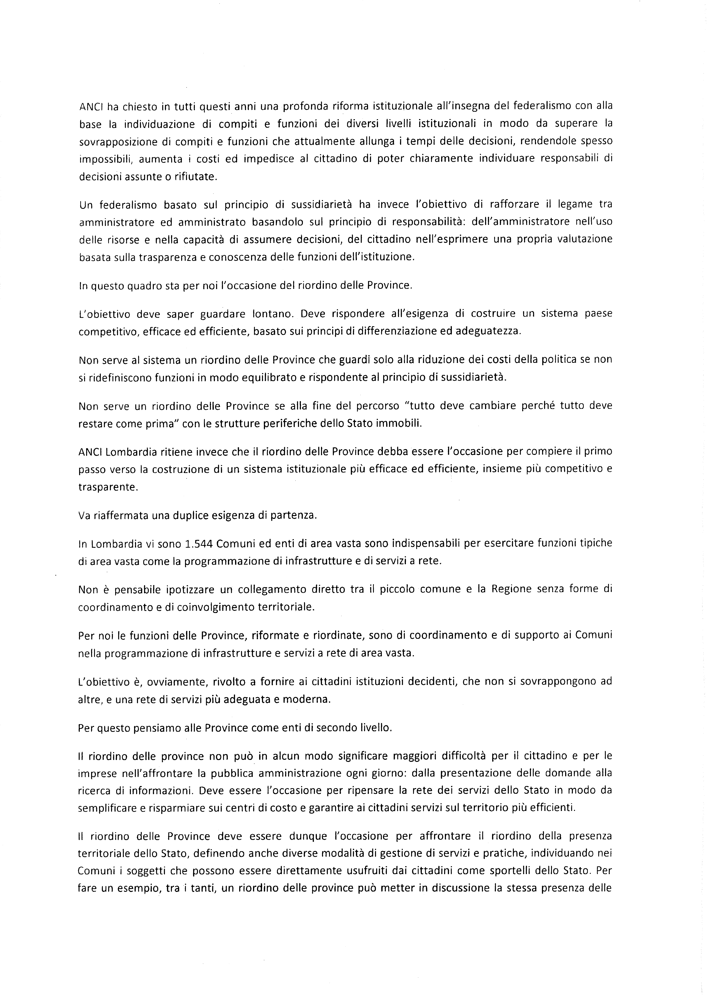 ANCI ha chiesto in tutti questi anni una profonda riforma istituzionale all'insegna del federalismo con alla
base la individuazione di compiti e funzioni dei diversi livelli istituzionali in modo da superare la
sovrapposizione di compiti e funzioni che attualmente allunga i tempi delle decisioni, rendendole spesso
impossibili, aumenta i costi ed impedisce al cittadino di poter chiaramente individuare responsabili di
decisioni assunte o rifiutate.
Un federalismo basato sul principio di sussidiarietà ha invece l'obiettivo di rafforzare il legame tra
amministratore ed amministrato basandolo sul principio di responsabilità: dell'amministratore nell'uso
delle risorse e nella capacità di assumere decisioni, del cittadino nell'esprimere una propria valutazione
basata sulla trasparenza e conoscenza delle funzioni dell'istituzione.
In questo quadro sta per noi l'occasione del riordino delle Province.
L'obiettivo deve saper guardare lontano. Deve rispondere all'esigenza di costruire un sistema paese
competitivo, efficace ed efficiente, basato sui principi di differenziazione ed adeguatezza.
Non serve al sistema un riordino delle Province che guardi solo alla riduzione dei costi della politica se non
si ridefiniscono funzioni in modo equilibrato e rispondente al principio di sussidiarietà.
Non serve un riordino delle Province se alla fine del percorso "tutto deve cambiare perché tutto deve
restare come prima" con le strutture periferiche dello Stato immobili.
ANCI Lombardia ritiene invece che il riordino delle Province debba essere l'occasione per compiere il primo
passo verso la costruzione di un sistema istituzionale più efficace ed efficiente, insieme più competitivo e
trasparente.
Va riaffermata una duplice esigenza di partenza.
In Lombardia vi sono 1.544 Comuni ed enti di area vasta sono indispensabili per esercitare funzioni tipiche
di area vasta come la programmazione di infrastrutture e di servizi a rete.
Non è pensabile ipotizzare un collegamento diretto tra il piccolo comune e la Regione senza forme di
coordinamento e di coinvolgimento territoriale.
Per noi le funzioni delle Province, riformate e riordinate, sono di coordinamento e di supporto ai Comuni
nella programmazione di infrastrutture e servizi a rete di area vasta.
L'obiettivo è, ovviamente, rivolto a fornire ai cittadini istituzioni decidenti, che non si sovrappongono ad
altre, e una rete di servizi più adeguata e moderna.
Per questo pensiamo alle Province come enti di secondo livello.
Il riordino delle province non può in alcun modo significare maggiori difficoltà per il cittadino e per le
imprese nell'affrontare la pubblica amministrazione ogni giorno: dalla presentazione delle domande alla
ricerca di informazioni. Deve essere l'occasione per ripensare la rete dei servizi dello Stato in modo da
semplificare e risparmiare sui centri di costo e garantire ai cittadini servizi sul territorio più efficienti.
Il riordino delle Province deve essere dunque l'occasione per affrontare il riordino della presenza
territoriale dello Stato, definendo anche diverse modalità di gestione di servizi e pratiche, individuando nei
Comuni i soggetti che possono essere direttamente usufruiti dai cittadini come sportelli dello Stato. Per
fare un esempio, tra i tanti, un riordino delle province può metter in discussione la stessa presenza delle